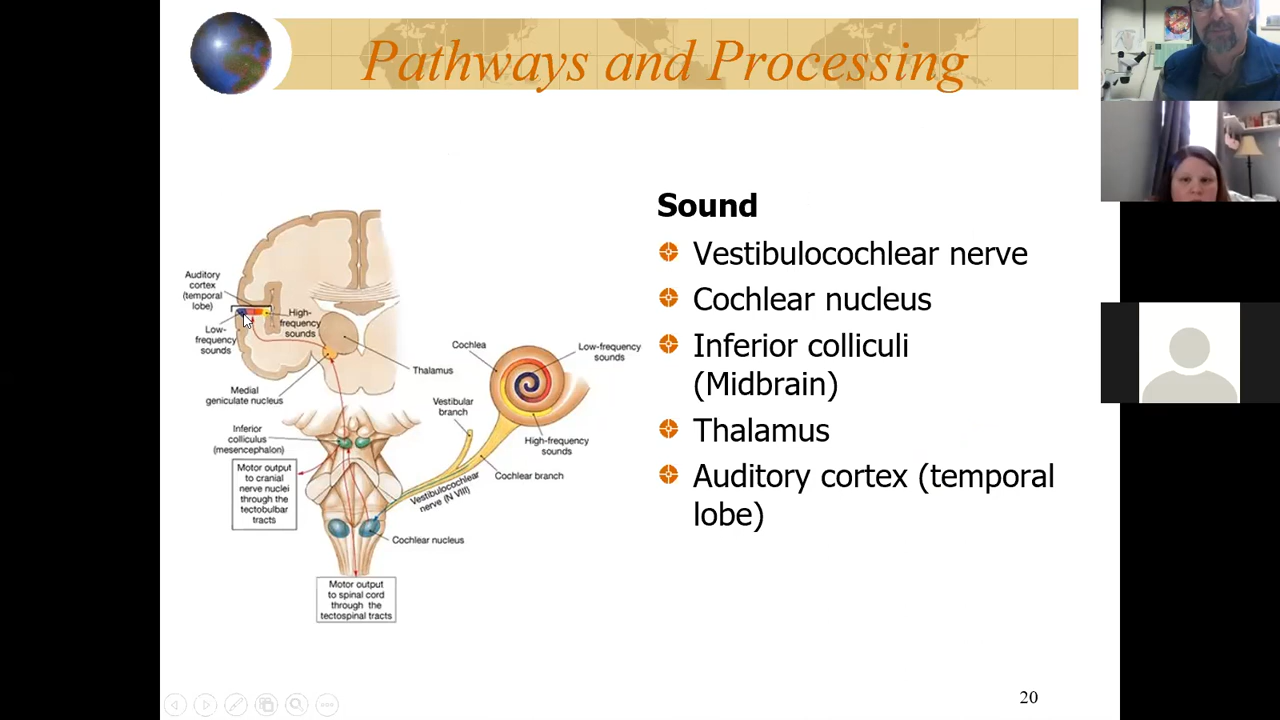 Pathways and Processing
Auditory
cortex
(temporal
lobe)
High-
frequency
sounds
Low-
frequency
sounds
Thalamus
Medial
geniculate nucleus
Cochlea
Low-frequency
sounds
Vestibular
branch
High-frequency
sounds
Cochlear branch
Inferior
colliculus
(mesencephalon)
Motor output
to cranial
nerve nuclei
through the
tectobulbar
tracts
Vestibulocochlear
nerve (N VIII)
Cochlear nucleus
Motor output
to spinal cord
through the
tectospinal tracts
Sound
Vestibulocochlear nerve
Cochlear nucleus
Inferior colliculi
(Midbrain)
Thalamus
Auditory cortex (temporal
lobe)
20